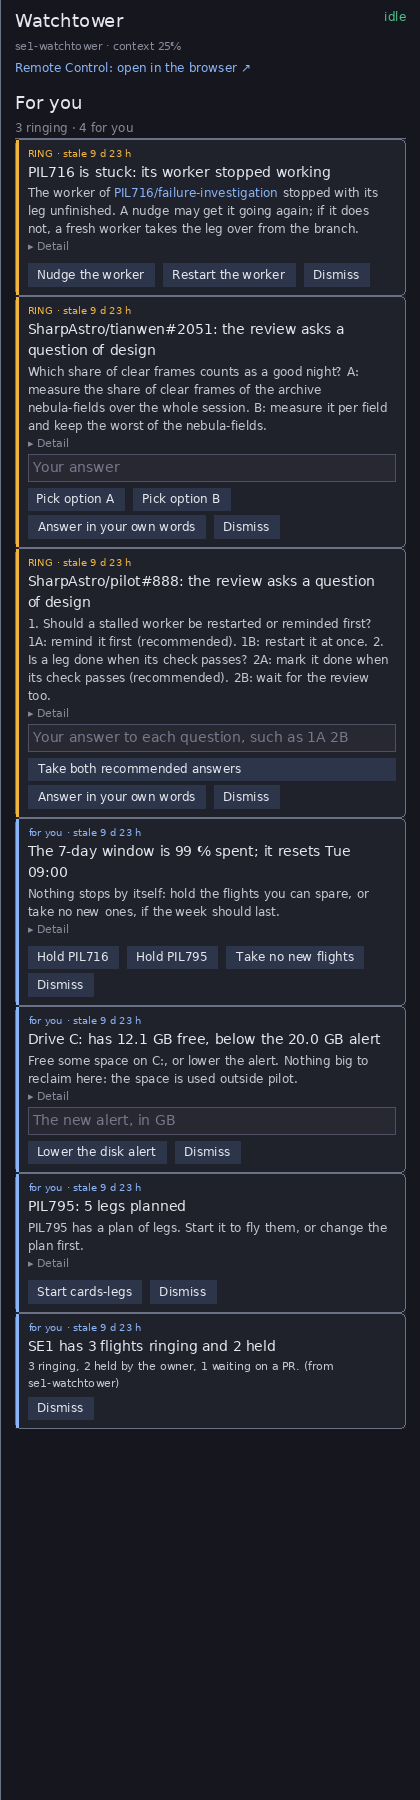 Watchtower
idle
se1-watchtower · context 25℅
Remote Control: open in the browser ↗
For you
3 ringing · 4 for you
RING · stale 9 d 23 h
PIL716 is stuck: its worker stopped working
The worker of PIL716/failure-investigation stopped with its
leg unfinished. A nudge may get it going again; if it does
not, a fresh worker takes the leg over from the branch.
▸ Detail
Nudge the worker
Restart the worker
Dismiss
RING · stale 9 d 23 h
SharpAstro/tianwen#2051: the review asks a
question of design
Which share of clear frames counts as a good night? A:
measure the share of clear frames of the archive
nebula-fields over the whole session. B: measure it per field
and keep the worst of the nebula-fields.
▸ Detail
Your answer
Pick option A
Pick option B
Answer in your own words
Dismiss
RING · stale 9 d 23 h
SharpAstro/pilot#888: the review asks a question
of design
1. Should a stalled worker be restarted or reminded first?
1A: remind it first (recommended). 1B: restart it at once. 2.
Is a leg done when its check passes? 2A: mark it done when
its check passes (recommended). 2B: wait for the review
too.
▸ Detail
Your answer to each question, such as 1A 2B
Take both recommended answers
Answer in your own words
Dismiss
for you · stale 9 d 23 h
The 7-day window is 99 ℅ spent; it resets Tue
09:00
Nothing stops by itself: hold the flights you can spare, or
take no new ones, if the week should last.
▸ Detail
Hold PIL716
Hold PIL795
Take no new flights
Dismiss
for you · stale 9 d 23 h
Drive C: has 12.1 GB free, below the 20.0 GB alert
Free some space on C:, or lower the alert. Nothing big to
reclaim here: the space is used outside pilot.
▸ Detail
The new alert, in GB
Lower the disk alert
Dismiss
for you · stale 9 d 23 h
PIL795: 5 legs planned
PIL795 has a plan of legs. Start it to fly them, or change the
plan first.
▸ Detail
Start cards-legs
Dismiss
for you · stale 9 d 23 h
SE1 has 3 flights ringing and 2 held
3 ringing, 2 held by the owner, 1 waiting on a PR. (from
se1-watchtower)
Dismiss